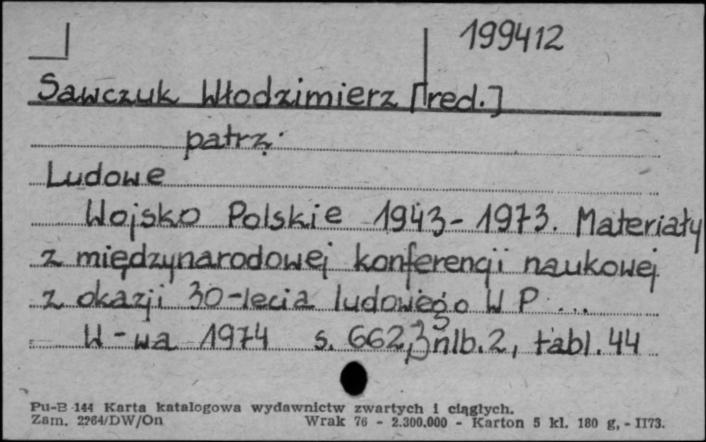 199412
Sawczuk Włodzimierz [red.]
patrz:
Ludowe
Wojsko Polskie 1943-1973. Materiały
z międzynarodowej konferencji naukowej
z okazji 30-lecia ludowego W P ...
W-wa 1974 s. 662, nlb.2, tabl.44
Pu-B-144 Karta katalogowa wydawnictw zwartych i ciągłych.
Zam. 2264/DW/On Wrak 76 - 2.300.000 - Karton 5 kl. 180 g. - II73.